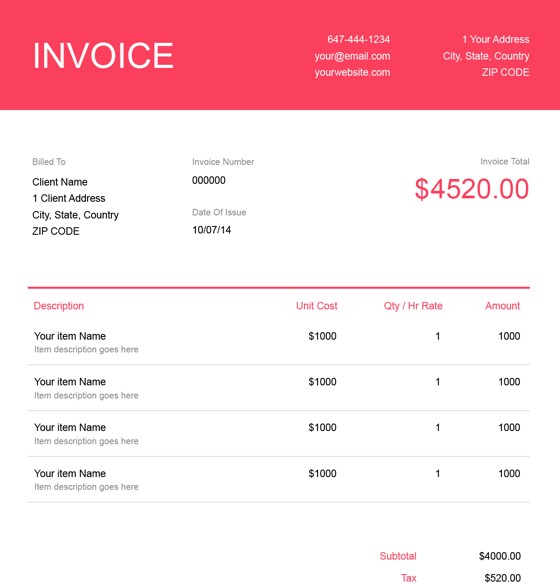 INVOICE
647-444-1234
your@email.com
yourwebsite.com
1 Your Address
City, State, Country
ZIP CODE
Billed To
Client Name
1 Client Address
City, State, Country
ZIP CODE
Invoice Number
000000
Date Of Issue
10/07/14
Invoice Total
$4520.00
Description Unit Cost Qty / Hr Rate Amount
Your item Name $1000 1 1000
Item description goes here
Your item Name $1000 1 1000
Item description goes here
Your item Name $1000 1 1000
Item description goes here
Your item Name $1000 1 1000
Item description goes here
Subtotal $4000.00
Tax $520.00